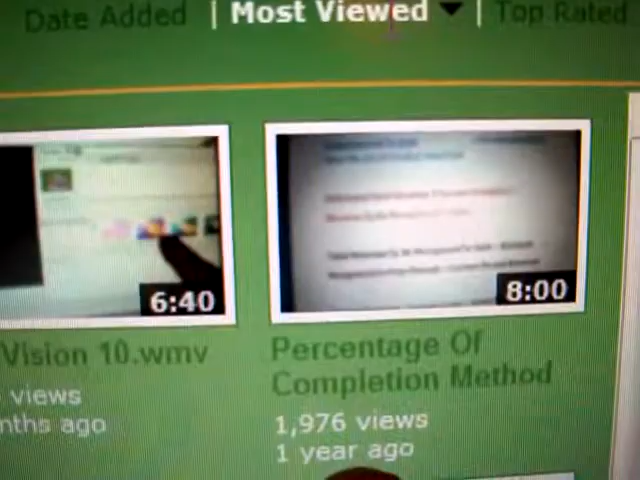 Date Added | Most Viewed | Top Rated
6:40
8:00
Vision 10.wmv
views
ago
Percentage Of
Completion Method
1,976 views
1 year ago